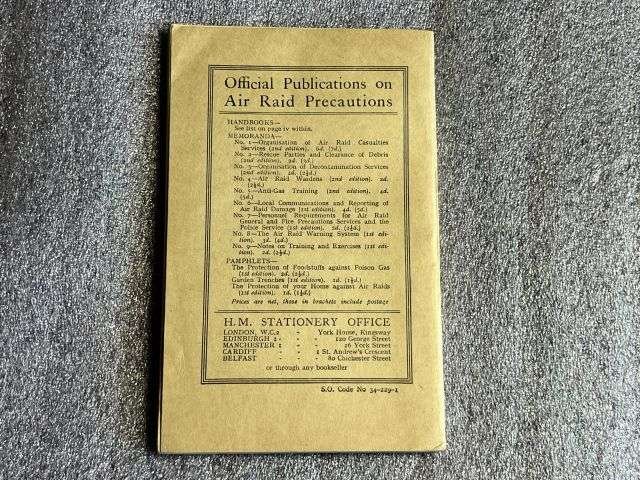 Official Publications on
Air Raid Precautions
HANDBOOKS—
See list on page iv within.
MEMORANDA—
No. 1—Organisation of Air Raid Casualties
Services (2nd edition). 6d. (7d.)
No. 2—Rescue Parties and Clearance of Debris
(2nd edition). 2d. (3d.)
No. 3—Organisation of Decontamination Services
(2nd edition). 2d. (2½d.)
No. 4—Air Raid Wardens (2nd edition). 2d.
(2½d.)
No. 5—Anti-Gas Training (2nd edition). 4d.
(5d.)
No. 6—Local Communications and Reporting of
Air Raid Damage (1st edition). 4d. (5d.)
No. 7—Personnel Requirements for Air Raid
General and Fire Precautions Services and the
Police Service (1st edition). 2d. (2½d.)
No. 8—The Air Raid Warning System (1st edi-
tion). 3d. (4d.)
No. 9—Notes on Training and Exercises (1st edi-
tion). 2d. (2½d.)
PAMPHLETS—
The Protection of Foodstuffs against Poison Gas
(1st edition). 2d. (2½d.)
Garden Trenches (1st edition). 1d. (1½d.)
The Protection of your Home against Air Raids
(1st edition). 1d. (1½d.)
Prices are net, those in brackets include postage
H.M. STATIONERY OFFICE
LONDON, W.C.2 - - York House, Kingsway
EDINBURGH 2 - - 120 George Street
MANCHESTER 1 - - 26 York Street
CARDIFF - - 1 St. Andrew's Crescent
BELFAST - - 80 Chichester Street
or through any bookseller
S.O. Code No 34-229-1